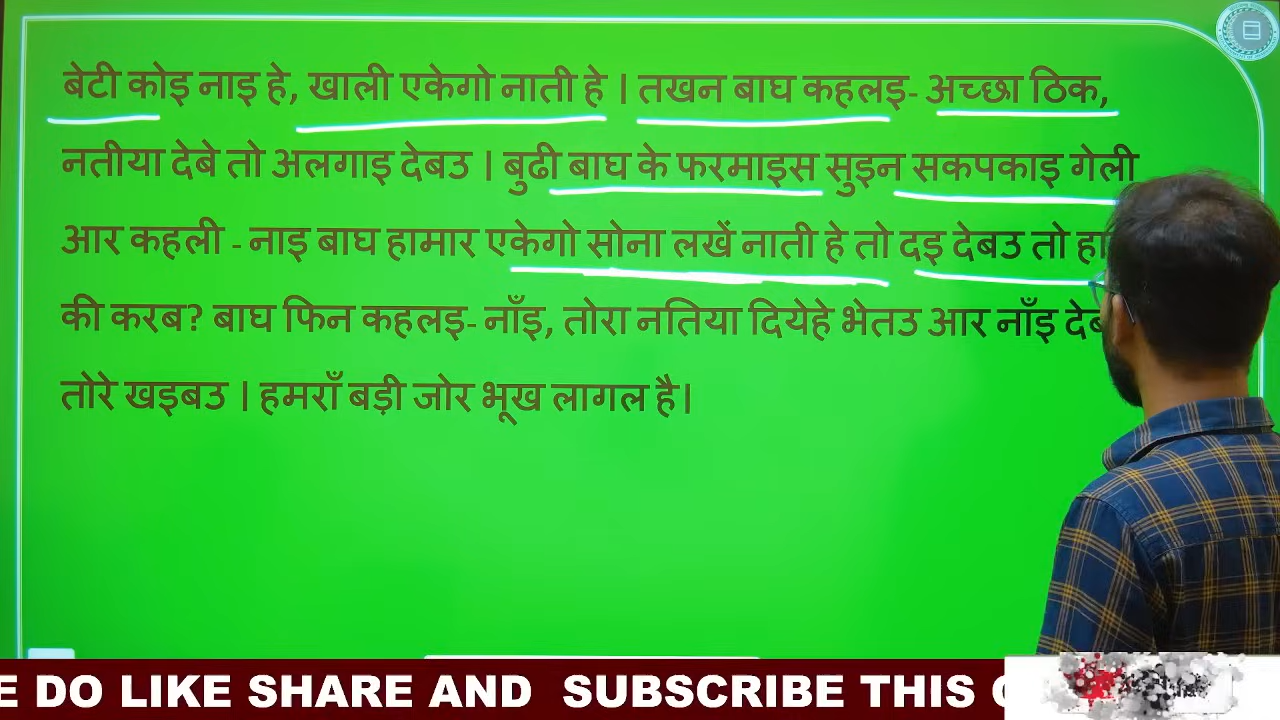 बेटी कोइ नाइ हे, खाली एकेगो नाती हे । तखन बाघ कहलइ- अच्छा ठिक,
नतीया देबे तो अलगाइ देबउ । बुढी बाघ के फरमाइस सुइन सकपकाइ गेली
आर कहली - नाइ बाघ हामार एकेगो सोना लखें नाती हे तो दइ देबउ तो
की करब? बाघ फिन कहलइ- नाँइ, तोरा नतिया दियेहे भेतउ आर नाँइ
तोरे खइबउ । हमराँ बड़ी जोर भूख लागल है।
DO LIKE SHARE AND SUBSCRIBE THIS